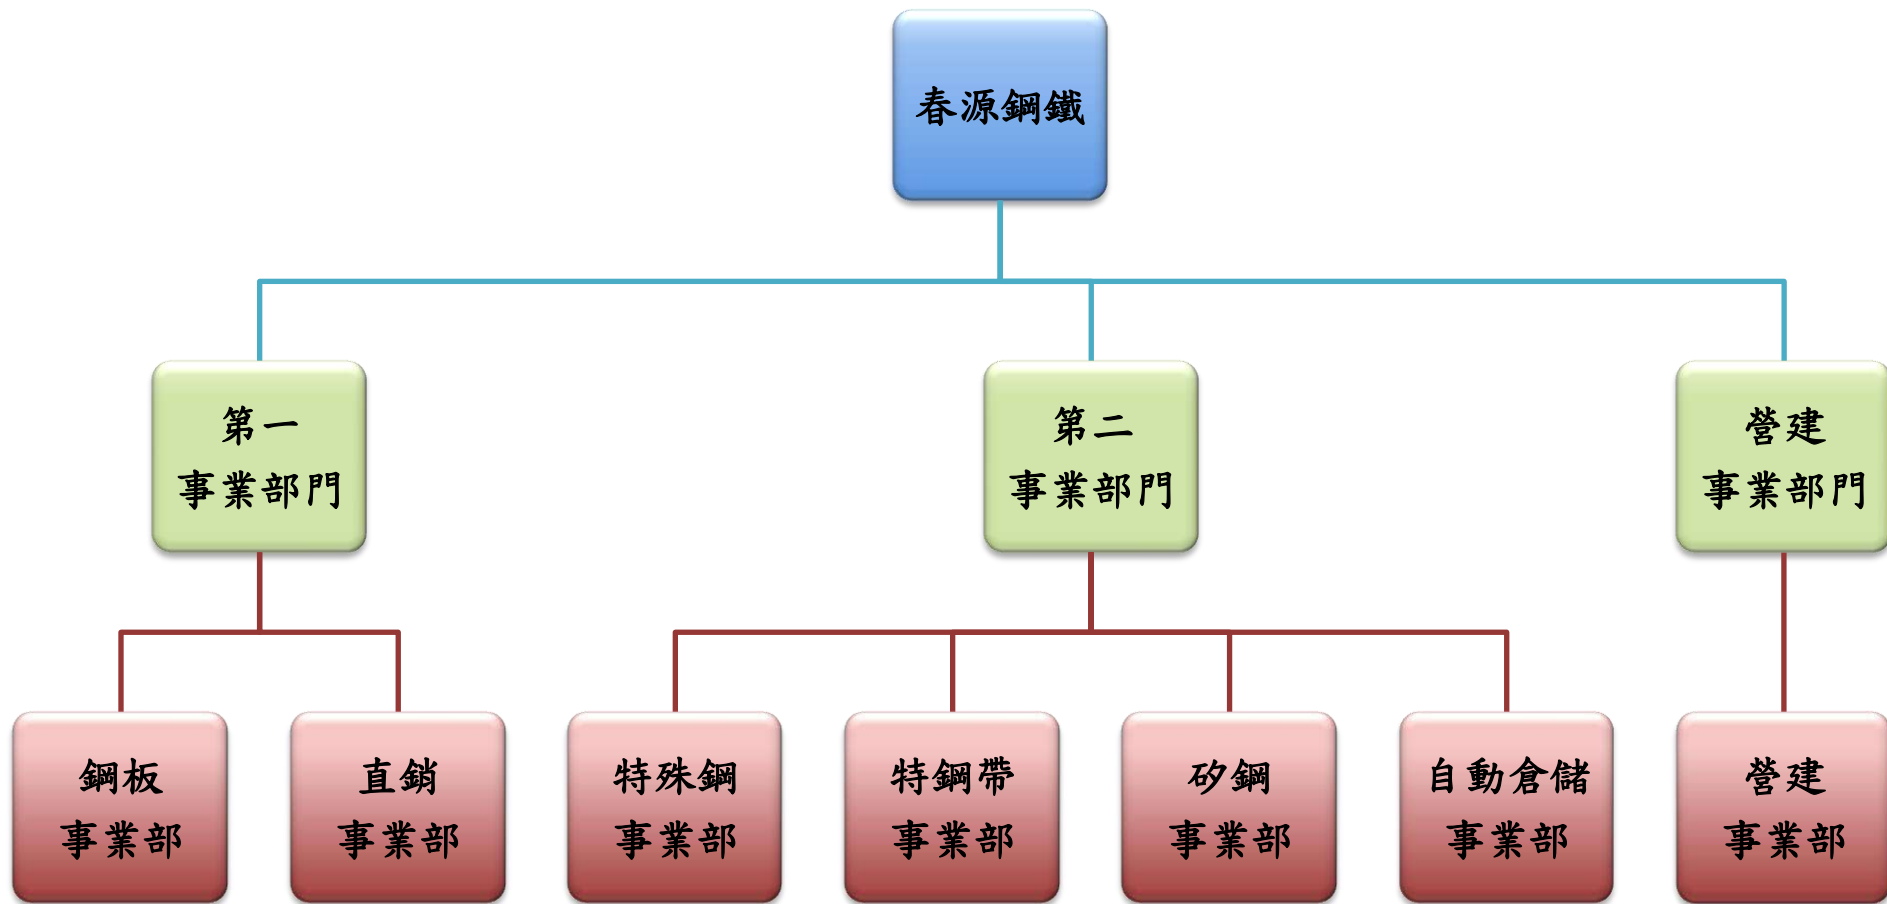 春源鋼鐵
第一
事業部門
第二
事業部門
營建
事業部門
鋼板
事業部
直銷
事業部
特殊鋼
事業部
特鋼帶
事業部
矽鋼
事業部
自動倉儲
事業部
營建
事業部